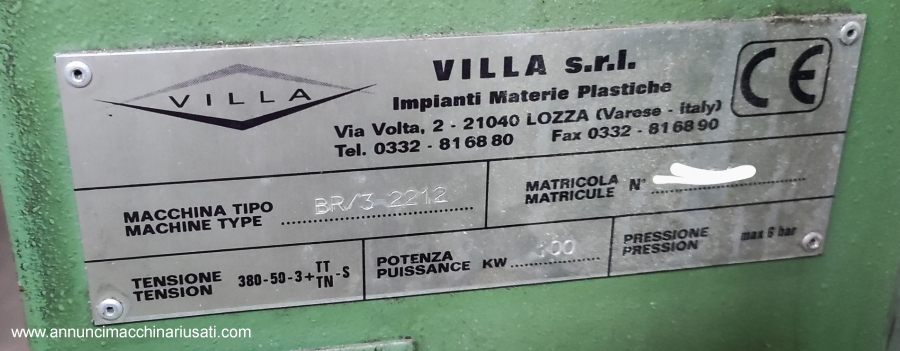 VILLA
VILLA s.r.l.
Impianti Materie Plastiche
Via Volta, 2 - 21040 LOZZA (Varese - Italy)
Tel. 0332 - 816880 Fax 0332 - 816890
CE
MACCHINA TIPO
MACHINE TYPE BR/3-2212
MATRICOLA
MATRICULE N°
TENSIONE
TENSION 380-50-3+TT/TN-S
POTENZA
PUISSANCE KW
PRESSIONE
PRESSION max 6 bar
www.annuncimacchinariusati.com